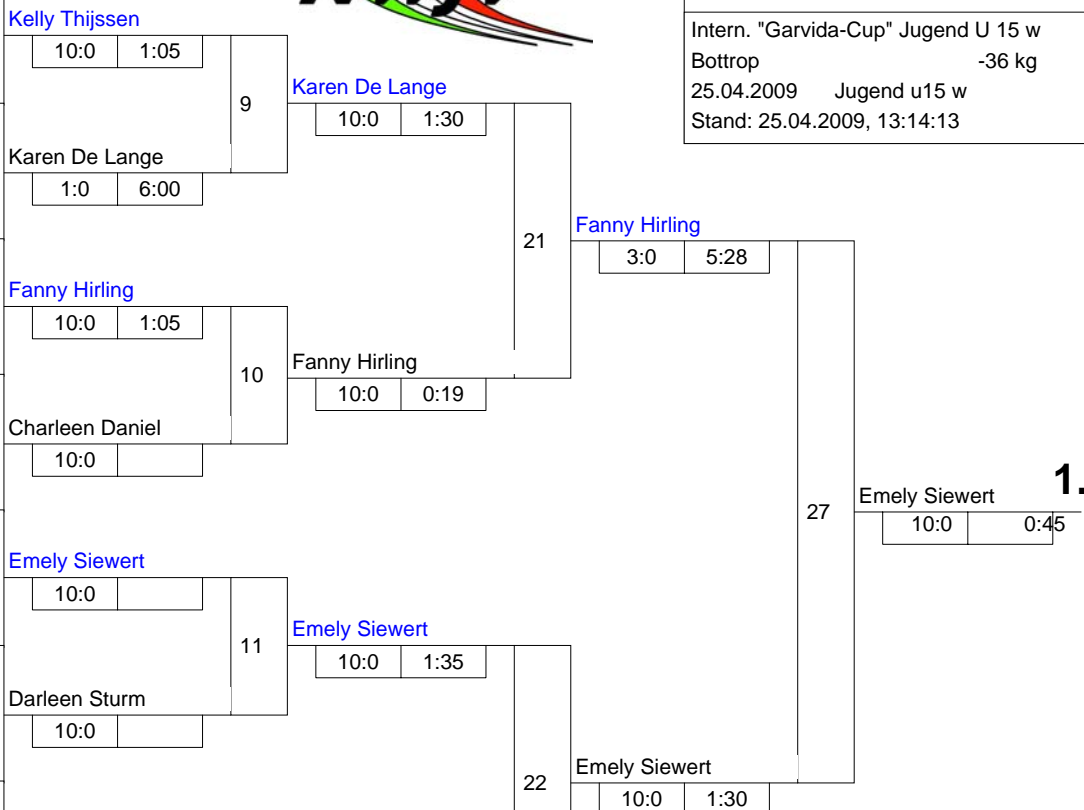 Kelly Thijssen
10:0 1:05
Intern. "Garvida-Cup" Jugend U 15 w
Bottrop -36 kg
25.04.2009 Jugend u15 w
Stand: 25.04.2009, 13:14:13
9
Karen De Lange
10:0 1:30
Karen De Lange
1:0 6:00
21
Fanny Hirling
3:0 5:28
Fanny Hirling
10:0 1:05
10
Fanny Hirling
10:0 0:19
Charleen Daniel
10:0
27
Emely Siewert 1.
10:0 0:45
Emely Siewert
10:0
11
Emely Siewert
10:0 1:35
Darleen Sturm
10:0
22
Emely Siewert
10:0 1:30